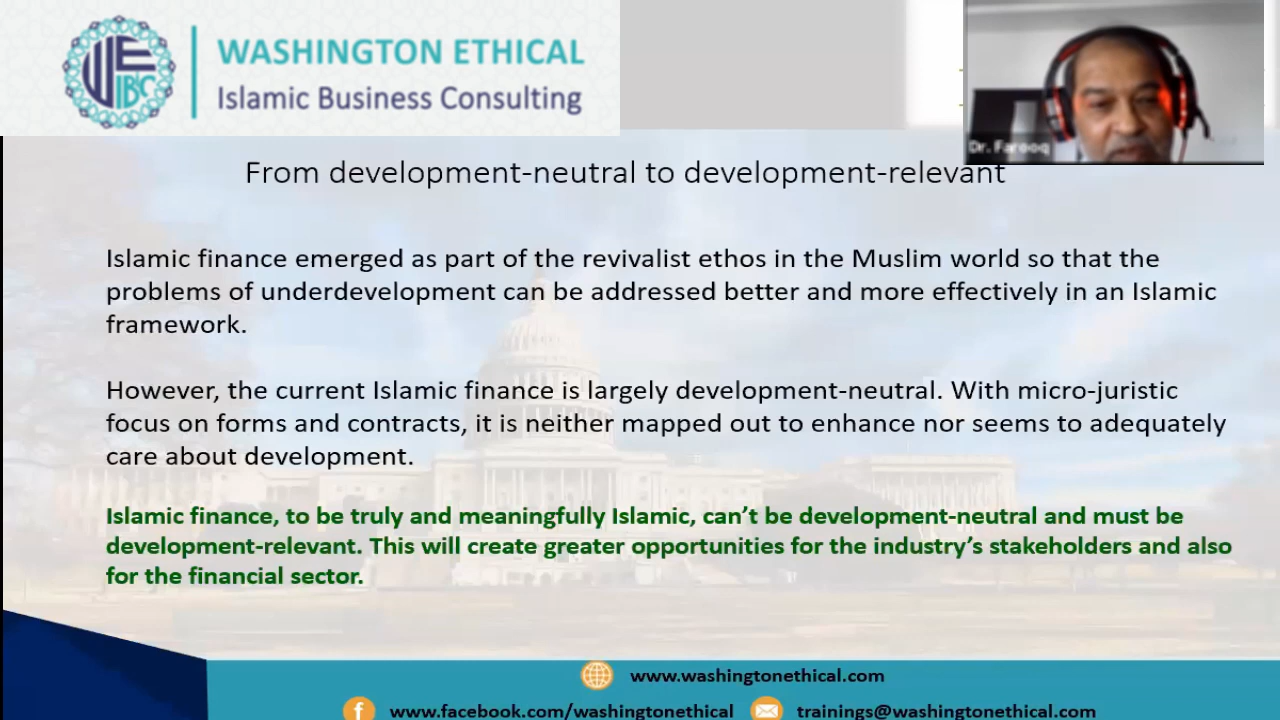 WEIBC
WASHINGTON ETHICAL
Islamic Business Consulting
Dr. Farooq
From development-neutral to development-relevant
Islamic finance emerged as part of the revivalist ethos in the Muslim world so that the
problems of underdevelopment can be addressed better and more effectively in an Islamic
framework.
However, the current Islamic finance is largely development-neutral. With micro-juristic
focus on forms and contracts, it is neither mapped out to enhance nor seems to adequately
care about development.
Islamic finance, to be truly and meaningfully Islamic, can’t be development-neutral and must be
development-relevant. This will create greater opportunities for the industry’s stakeholders and also
for the financial sector.
www.washingtonethical.com
f www.facebook.com/washingtonethical trainings@washingtonethical.com